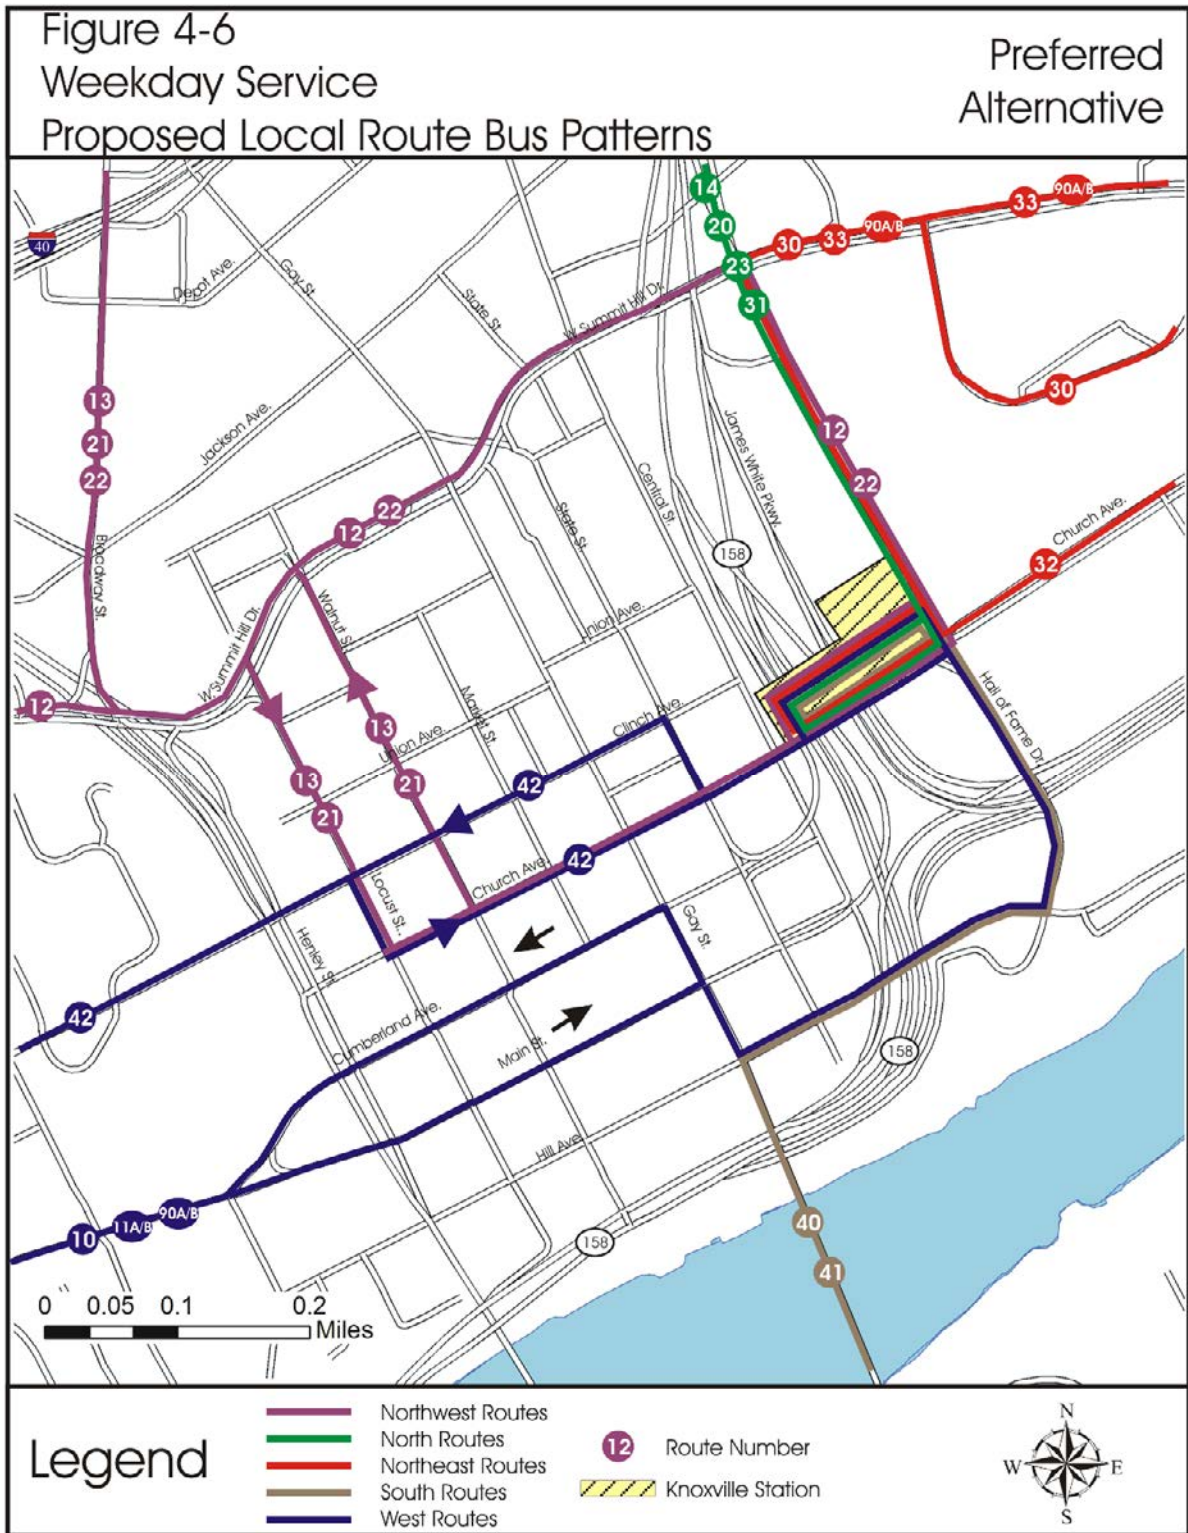 Figure 4-6
Weekday Service
Proposed Local Route Bus Patterns
Preferred
Alternative
14
20
23
31
30
33
90A/B
33
90A/B
30
40
Depot Ave.
Gay St.
State St.
W. Summit Hill Dr.
13
21
22
Jackson Ave.
James White Pkwy.
12
22
Central St.
State St.
12
22
158
Church Ave.
32
Broadway St.
Walnut St.
Union Ave.
W. Summit Hill Dr.
12
Market St.
Clinch Ave.
Hall of Fame Dr.
13
21
Union Ave.
13
21
42
42
Church Ave.
Locust St.
Gay St.
Henley St.
42
Cumberland Ave.
Main St.
158
Hill Ave.
10
11A/B
90A/B
158
40
41
0 0.05 0.1 0.2
Miles
Legend
Northwest Routes
North Routes
Northeast Routes
South Routes
West Routes
12 Route Number
Knoxville Station
N
W E
S